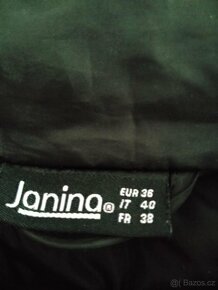 Janina®
EUR 36
IT 40
FR 38
Bazos.cz